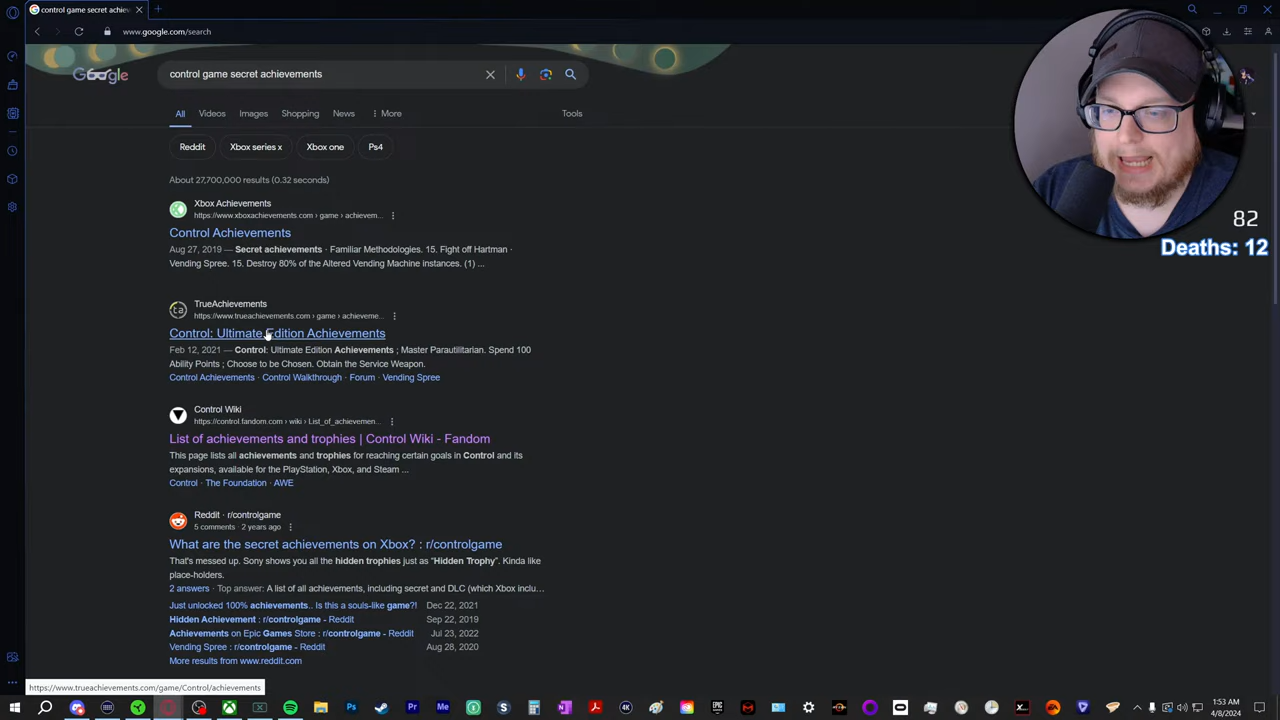 control game secret achiev
www.google.com/search
Google
control game secret achievements
All Videos Images Shopping News More Tools
Reddit Xbox series x Xbox one Ps4
About 27,700,000 results (0.32 seconds)
Xbox Achievements
https://www.xboxachievements.com › game › achievem...
Control Achievements
Aug 27, 2019 — Secret achievements · Familiar Methodologies. 15. Fight off Hartman ·
Vending Spree. 15. Destroy 80% of the Altered Vending Machine instances. (1) ...
TrueAchievements
https://www.trueachievements.com › game › achieveme...
Control: Ultimate Edition Achievements
Feb 12, 2021 — Control: Ultimate Edition Achievements ; Master Parautilitarian. Spend 100
Ability Points ; Choose to be Chosen. Obtain the Service Weapon.
Control Achievements · Control Walkthrough · Forum · Vending Spree
Control Wiki
https://control.fandom.com › wiki › List_of_achievemen...
List of achievements and trophies | Control Wiki - Fandom
This page lists all achievements and trophies for reaching certain goals in Control and its
expansions, available for the PlayStation, Xbox, and Steam ...
Control · The Foundation · AWE
Reddit · r/controlgame
5 comments · 2 years ago
What are the secret achievements on Xbox? : r/controlgame
That's messed up. Sony shows you all the hidden trophies just as "Hidden Trophy". Kinda like
place-holders.
2 answers · Top answer: A list of all achievements, including secret and DLC (which Xbox inclu...
Just unlocked 100% achievements.. Is this a souls-like game?! Dec 22, 2021
Hidden Achievement : r/controlgame - Reddit Sep 22, 2019
Achievements on Epic Games Store : r/controlgame - Reddit Jul 23, 2022
Vending Spree : r/controlgame - Reddit Aug 28, 2020
More results from www.reddit.com
82
Deaths: 12
https://www.trueachievements.com/game/Control/achievements
1:53 AM
4/8/2024